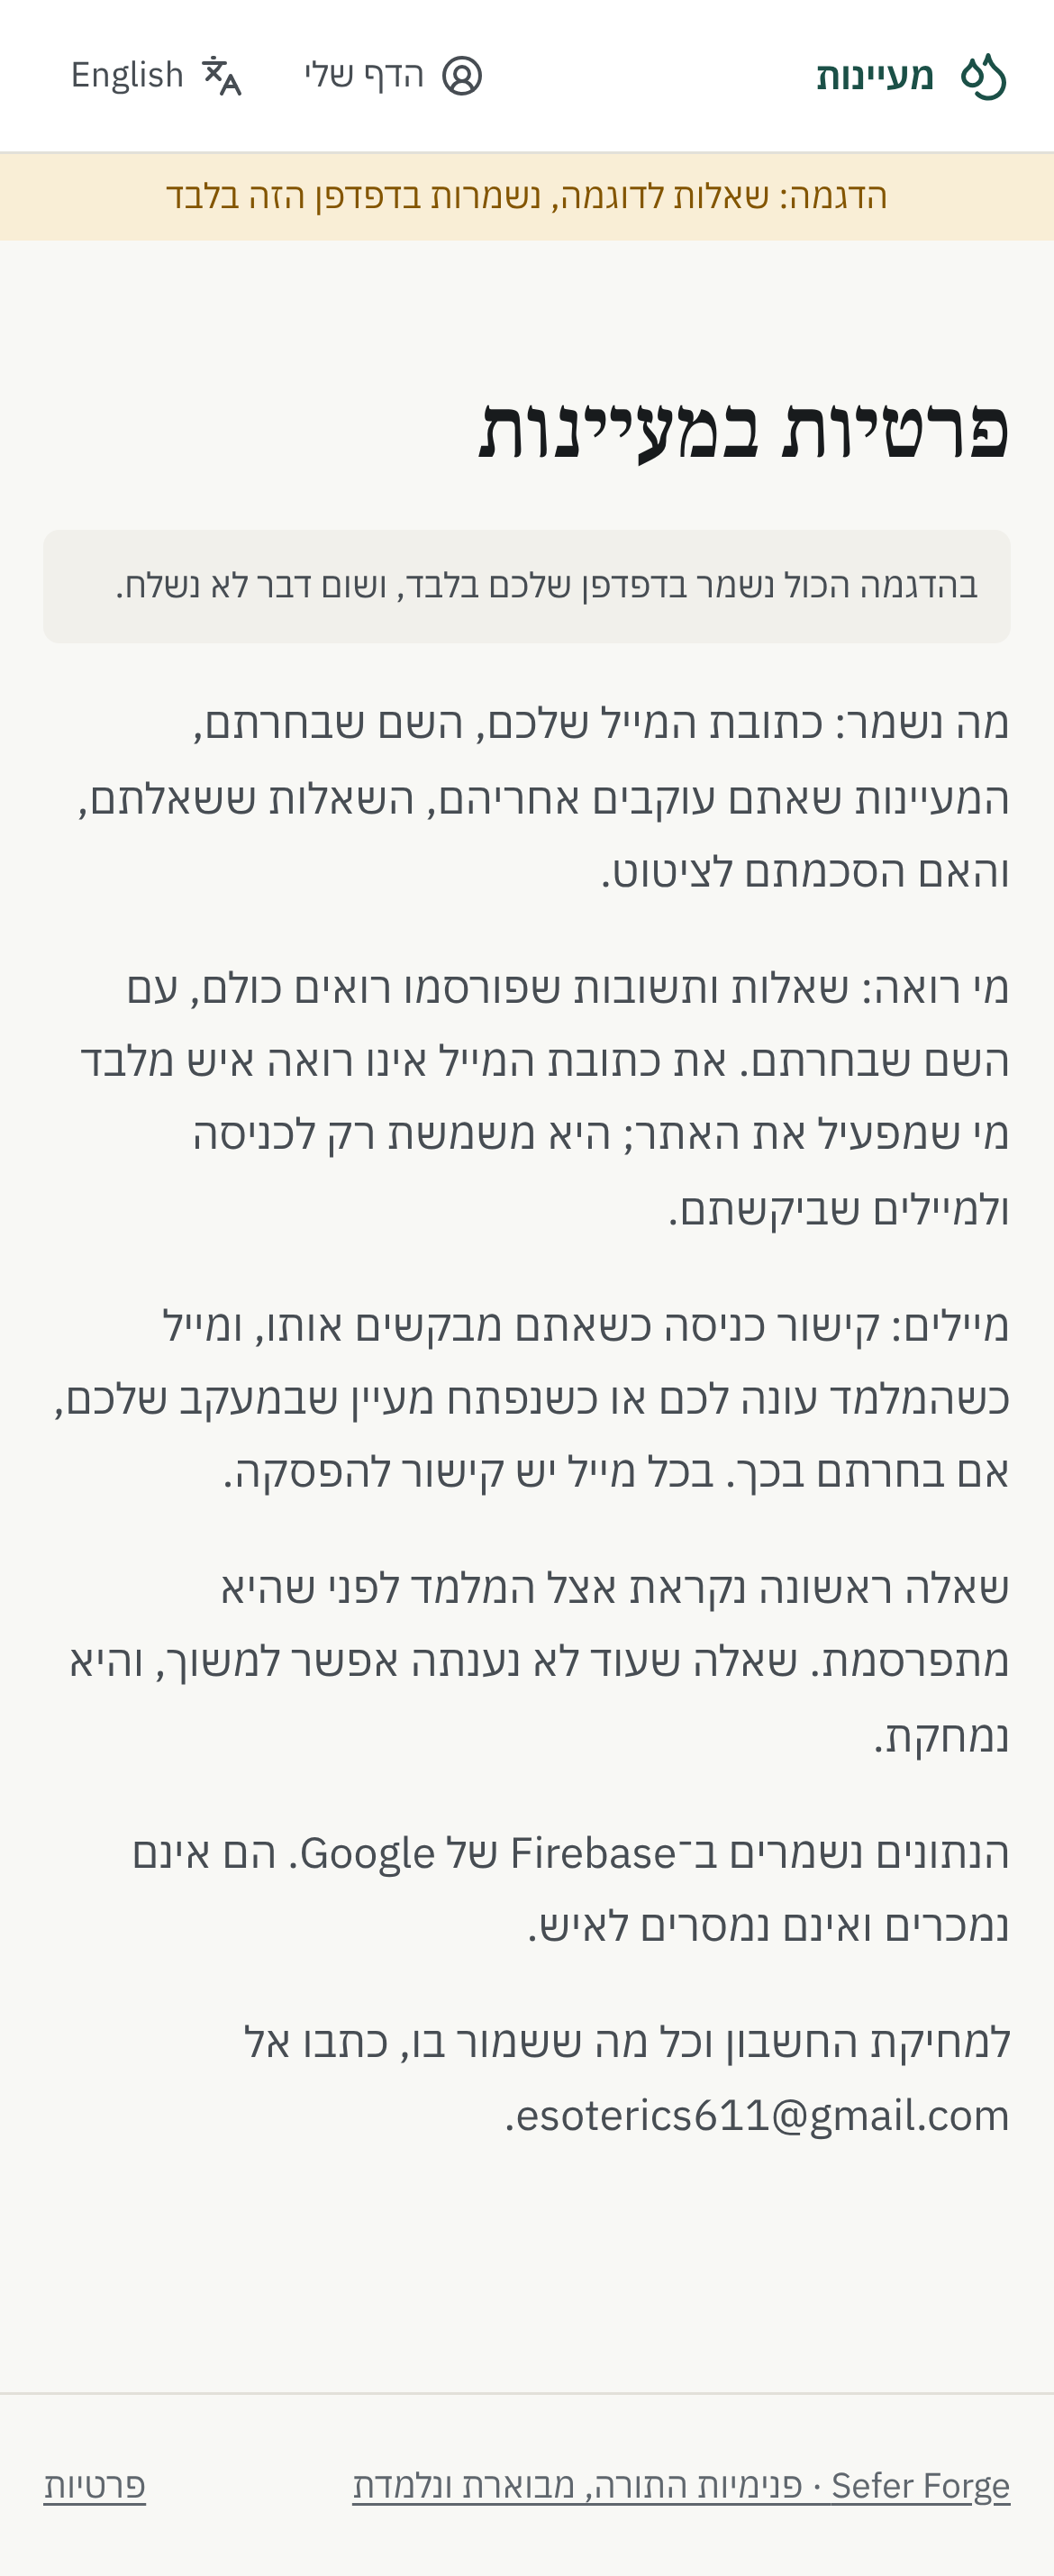 מעיינות
הדף שלי
English
הדגמה: שאלות לדוגמה, נשמרות בדפדפן הזה בלבד
פרטיות במעיינות
בהדגמה הכול נשמר בדפדפן שלכם בלבד, ושום דבר לא נשלח.
מה נשמר: כתובת המייל שלכם, השם שבחרתם,
המעיינות שאתם עוקבים אחריהם, השאלות ששאלתם,
והאם הסכמתם לציטוט.
מי רואה: שאלות ותשובות שפורסמו רואים כולם, עם
השם שבחרתם. את כתובת המייל אינו רואה איש מלבד
מי שמפעיל את האתר; היא משמשת רק לכניסה
ולמיילים שביקשתם.
מיילים: קישור כניסה כשאתם מבקשים אותו, ומייל
כשהמלמד עונה לכם או כשנפתח מעיין שבמעקב שלכם,
אם בחרתם בכך. בכל מייל יש קישור להפסקה.
שאלה ראשונה נקראת אצל המלמד לפני שהיא
מתפרסמת. שאלה שעוד לא נענתה אפשר למשוך, והיא
נמחקת.
הנתונים נשמרים ב־Firebase של Google. הם אינם
נמכרים ואינם נמסרים לאיש.
למחיקת החשבון וכל מה ששמור בו, כתבו אל
esoterics611@gmail.com.
Sefer Forge · פנימיות התורה, מבוארת ונלמדת
פרטיות